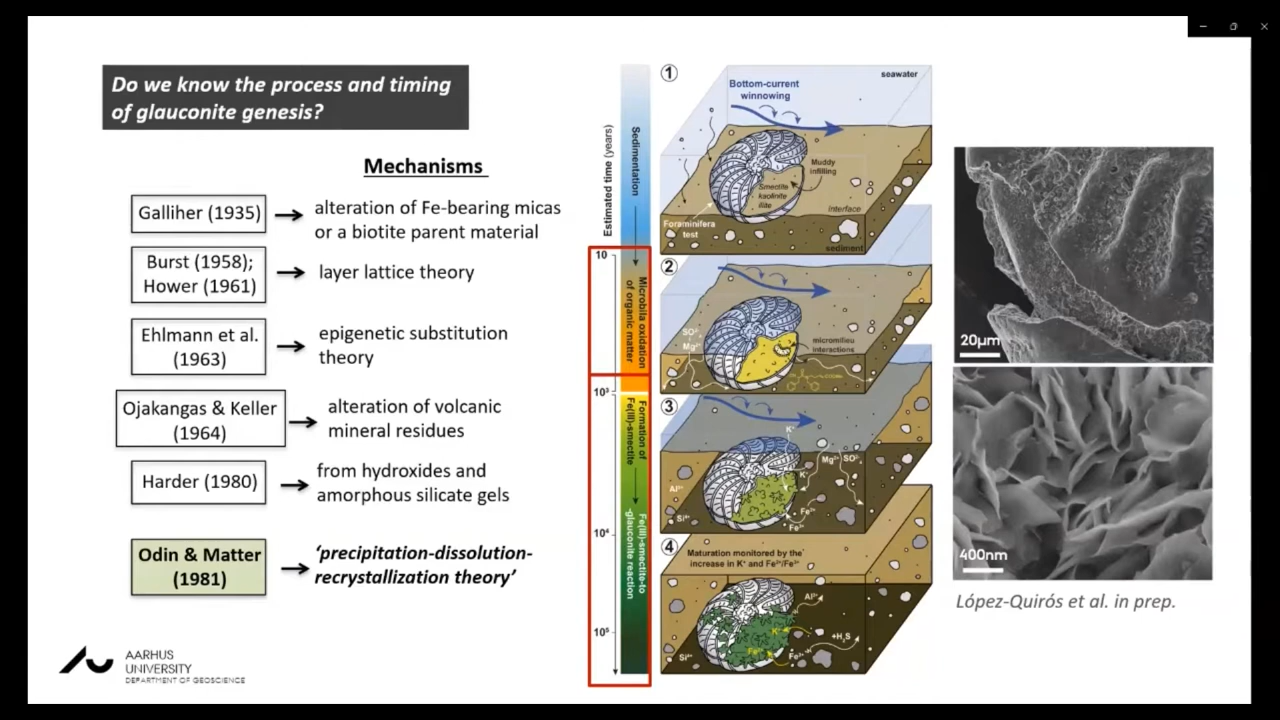 Do we know the process and timing
of glauconite genesis?
Mechanisms
Galliher (1935)
alteration of Fe-bearing micas
or a biotite parent material
Burst (1958);
Hower (1961)
layer lattice theory
Ehlmann et al.
(1963)
epigenetic substitution
theory
Ojakangas & Keller
(1964)
alteration of volcanic
mineral residues
Harder (1980)
from hydroxides and
amorphous silicate gels
Odin & Matter
(1981)
‘precipitation-dissolution-
recrystallization theory’
AARHUS
UNIVERSITY
DEPARTMENT OF GEOSCIENCE
Estimated time (years)
10
10³
10⁴
10⁵
Sedimentation
Microbila oxidation
of organic matter
Formation of
Fe(III)-smectite
Fe(III)-smectite-to
-glauconite reaction
1
seawater
Bottom-current
winnowing
Muddy
infilling
Smectite
kaolinite
illite
interface
Foraminifera
test
sediment
2
Mg²⁺
micromilieu
interactions
3
K⁺
Mg²⁺
K⁺
Al³⁺
Si⁴⁺
Fe²⁺
Fe³⁺
4
Maturation monitored by the
increase in K⁺ and Fe²⁺/Fe³⁺
Al³⁺
K⁺
+H₂S
Si⁴⁺
20µm
400nm
López-Quirós et al. in prep.